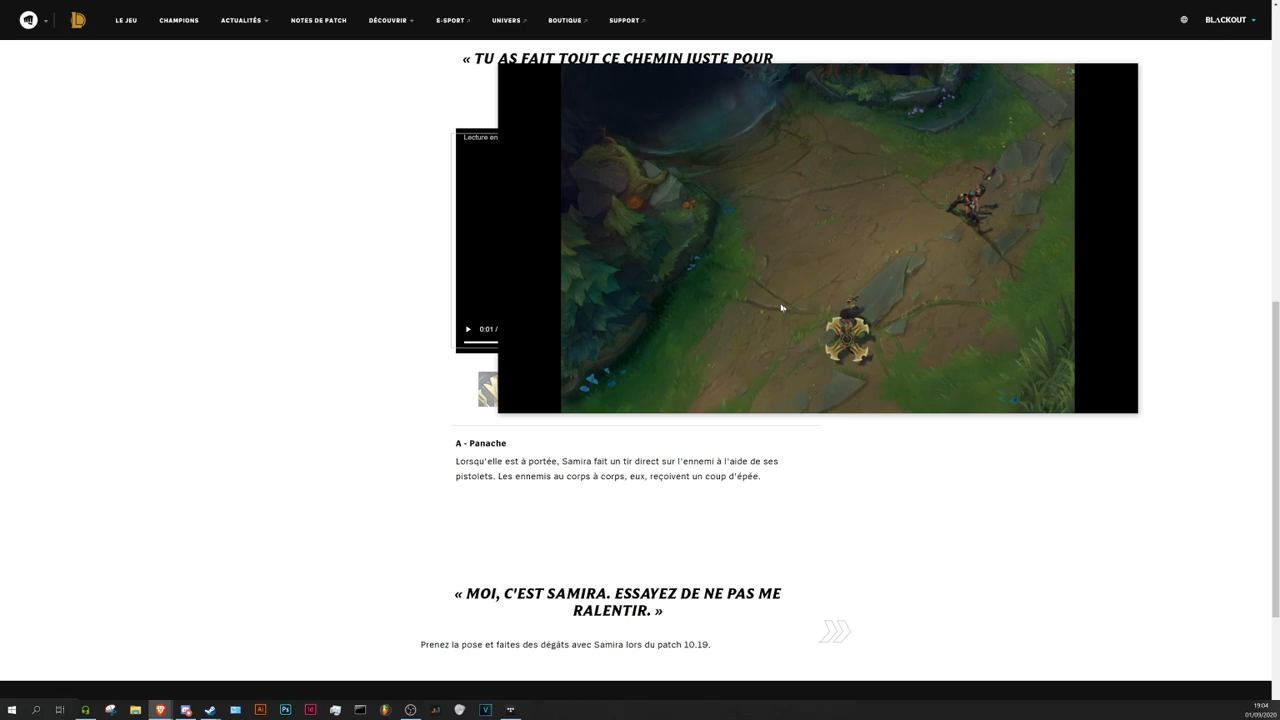 LE JEU CHAMPIONS ACTUALITÉS NOTES DE PATCH DÉCOUVRIR E-SPORT UNIVERS BOUTIQUE SUPPORT BLACKOUT
« TU AS FAIT TOUT CE CHEMIN JUSTE POUR
Lecture en
0:01 /
A - Panache
Lorsqu'elle est à portée, Samira fait un tir direct sur l'ennemi à l'aide de ses
pistolets. Les ennemis au corps à corps, eux, reçoivent un coup d'épée.
« MOI, C'EST SAMIRA. ESSAYEZ DE NE PAS ME
RALENTIR. »
Prenez la pose et faites des dégâts avec Samira lors du patch 10.19.
Ai Ps Id V
19:04
01/09/2020